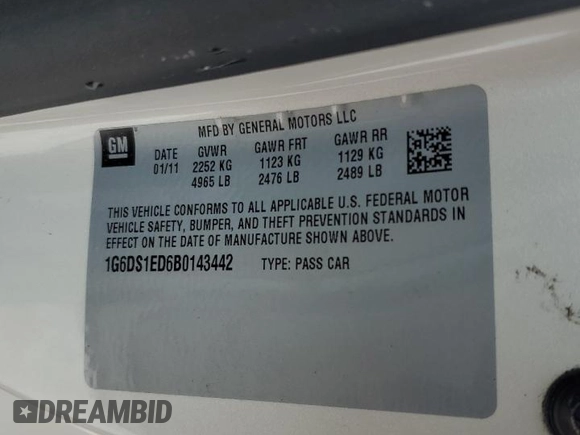 GM
MFD BY GENERAL MOTORS LLC
DATE GVWR GAWR FRT GAWR RR
01/11 2252 KG 1123 KG 1129 KG
4965 LB 2476 LB 2489 LB
THIS VEHICLE CONFORMS TO ALL APPLICABLE U.S. FEDERAL MOTOR
VEHICLE SAFETY, BUMPER, AND THEFT PREVENTION STANDARDS IN
EFFECT ON THE DATE OF MANUFACTURE SHOWN ABOVE.
1G6DS1ED6B0143442 TYPE: PASS CAR
DREAMBID